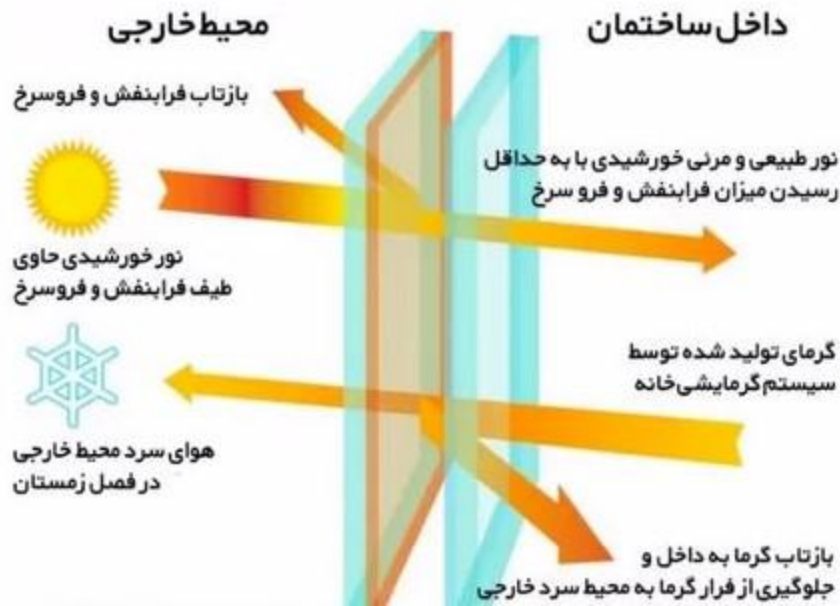 داخل ساختمان
محیط خارجی
بازتاب فرابنفش و فروسرخ
نور طبیعی و مرئی خورشیدی با به حداقل
رسیدن میزان فرابنفش و فرو سرخ
نور خورشیدی حاوی
طیف فرابنفش و فروسرخ
گرمای تولید شده توسط
سیستم گرمایشی خانه
هوای سرد محیط خارجی
در فصل زمستان
بازتاب گرما به داخل و
جلوگیری از فرار گرما به محیط سرد خارجی